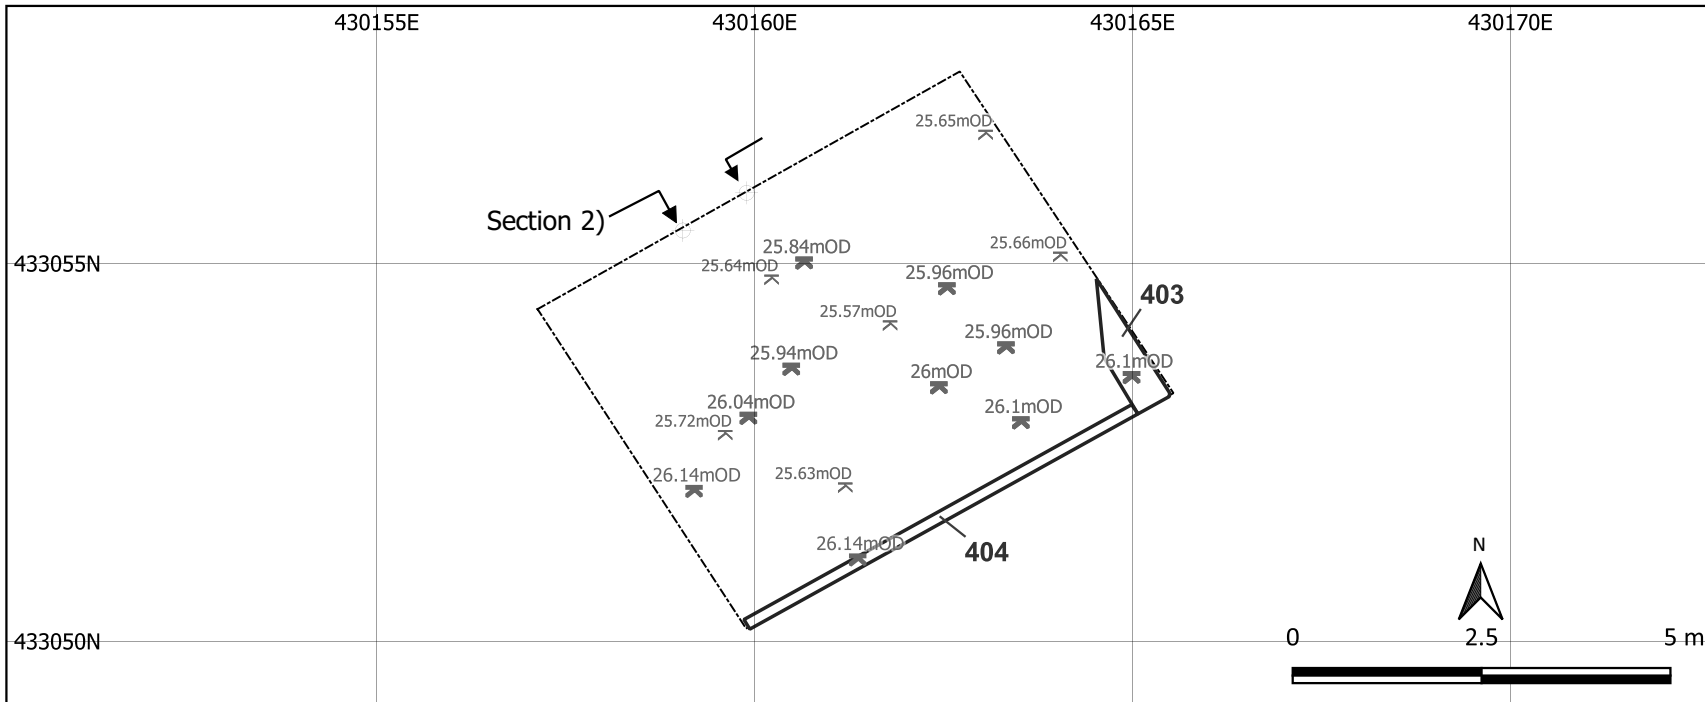 430155E
430160E
430165E
430170E
25.65mOD
Section 2)
25.84mOD
25.66mOD
433055N
25.64mOD
25.96mOD
403
25.57mOD
25.96mOD
25.94mOD
26.1mOD
26mOD
26.04mOD
26.1mOD
25.72mOD
26.14mOD
25.63mOD
26.14mOD
404
N
433050N
0 2.5 5 m